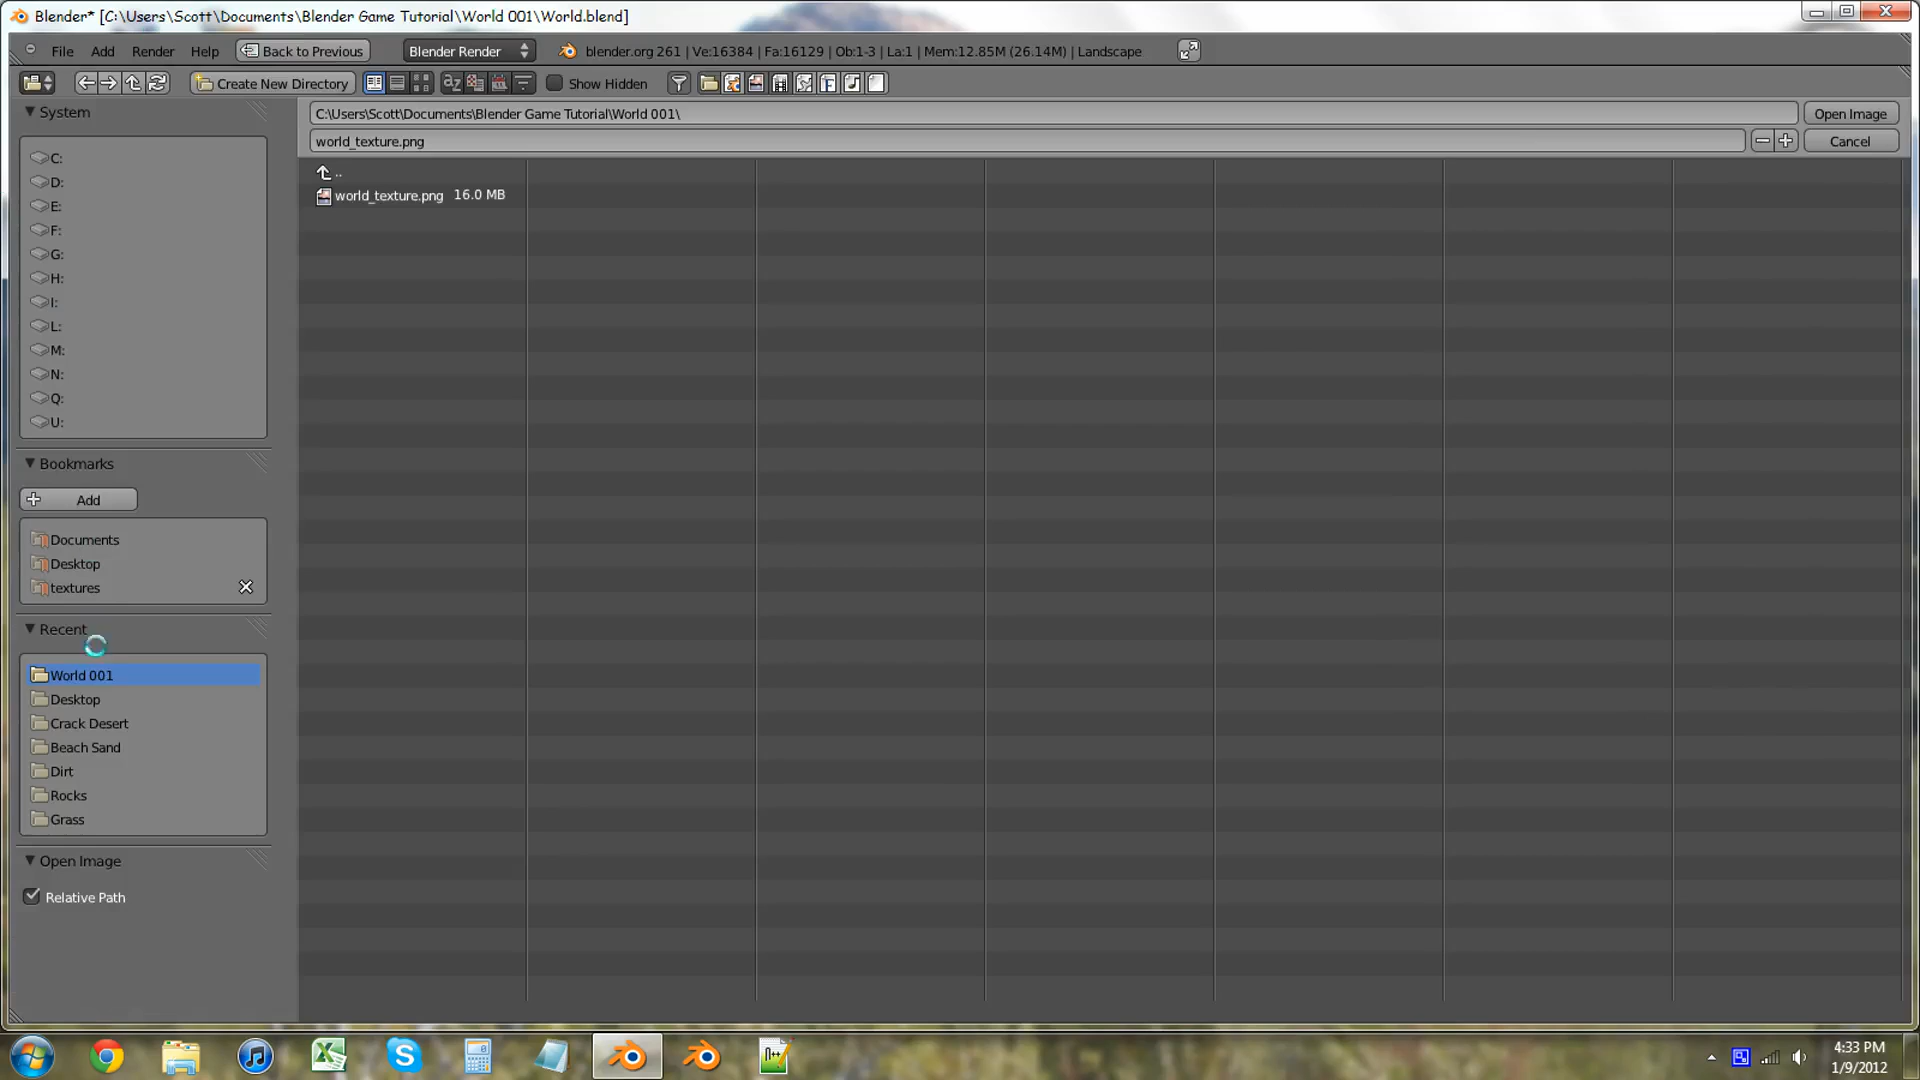 Blender* [C:\Users\Scott\Documents\Blender Game Tutorial\World 001\World.blend]
File Add Render Help Back to Previous Blender Render blender.org 261 | Ve:16384 | Fa:16129 | Ob:1-3 | La:1 | Mem:12.85M (26.14M) | Landscape
Create New Directory Show Hidden
System
C:\Users\Scott\Documents\Blender Game Tutorial\World 001\ Open Image
world_texture.png Cancel
..
world_texture.png 16.0 MB
C:
D:
E:
F:
G:
H:
I:
L:
M:
N:
Q:
U:
Bookmarks
Add
Documents
Desktop
textures
Recent
World 001
Desktop
Crack Desert
Beach Sand
Dirt
Rocks
Grass
Open Image
Relative Path
4:33 PM
1/9/2012